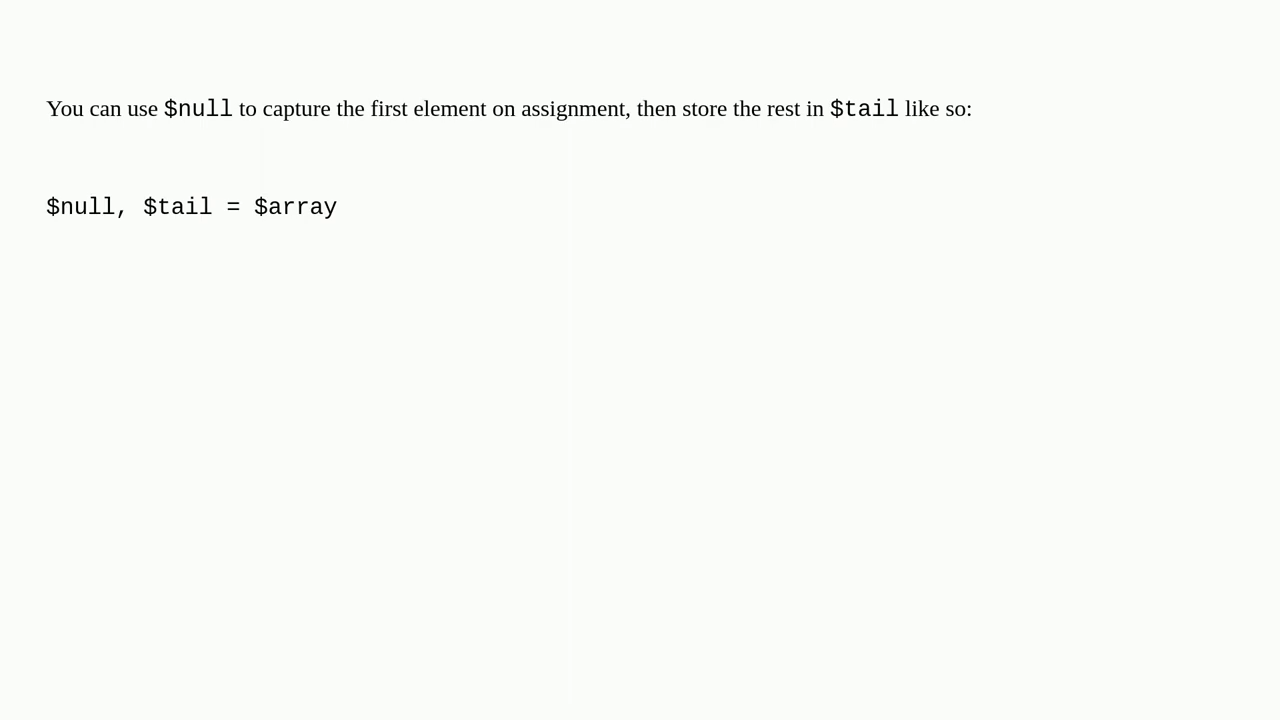 You can use $null to capture the first element on assignment, then store the rest in $tail like so:
$null, $tail = $array